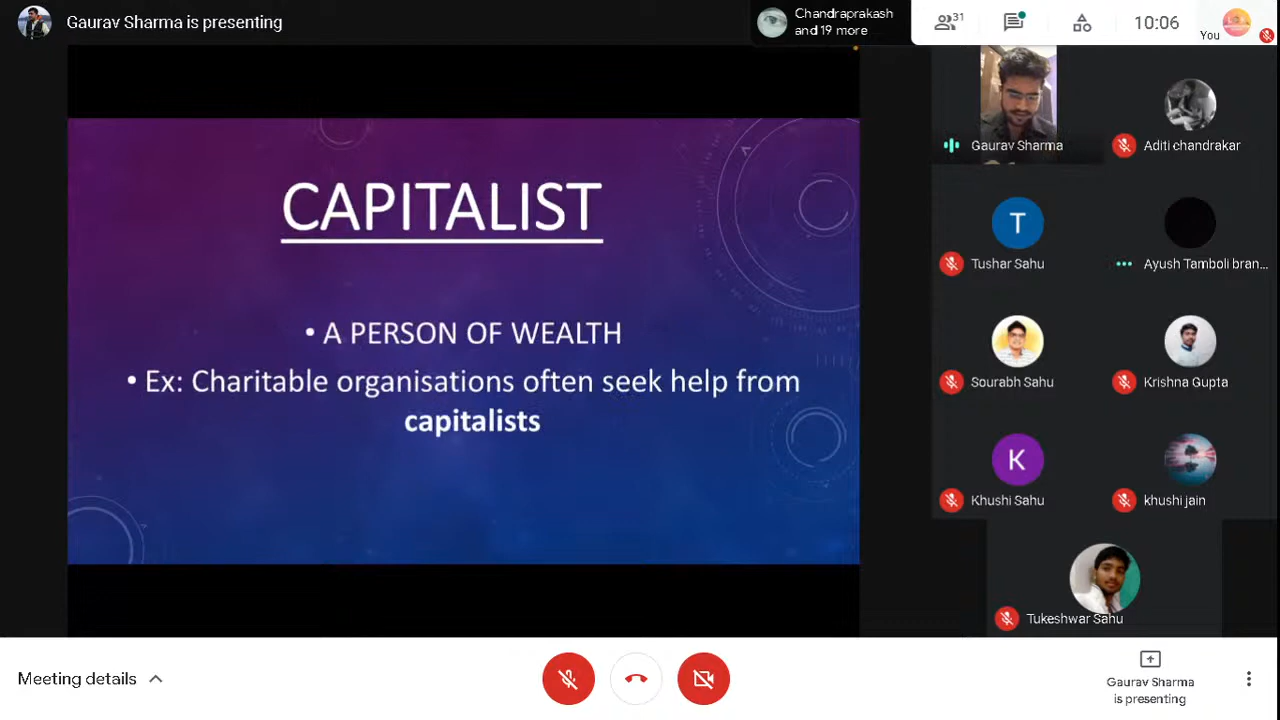 Gaurav Sharma is presenting
Chandraprakash
and 19 more
31
10:06
You
CAPITALIST
• A PERSON OF WEALTH
• Ex: Charitable organisations often seek help from
capitalists
Gaurav Sharma
Aditi chandrakar
T
Tushar Sahu
Ayush Tamboli bran...
Sourabh Sahu
Krishna Gupta
K
Khushi Sahu
khushi jain
Tukeshwar Sahu
Meeting details
Gaurav Sharma
is presenting